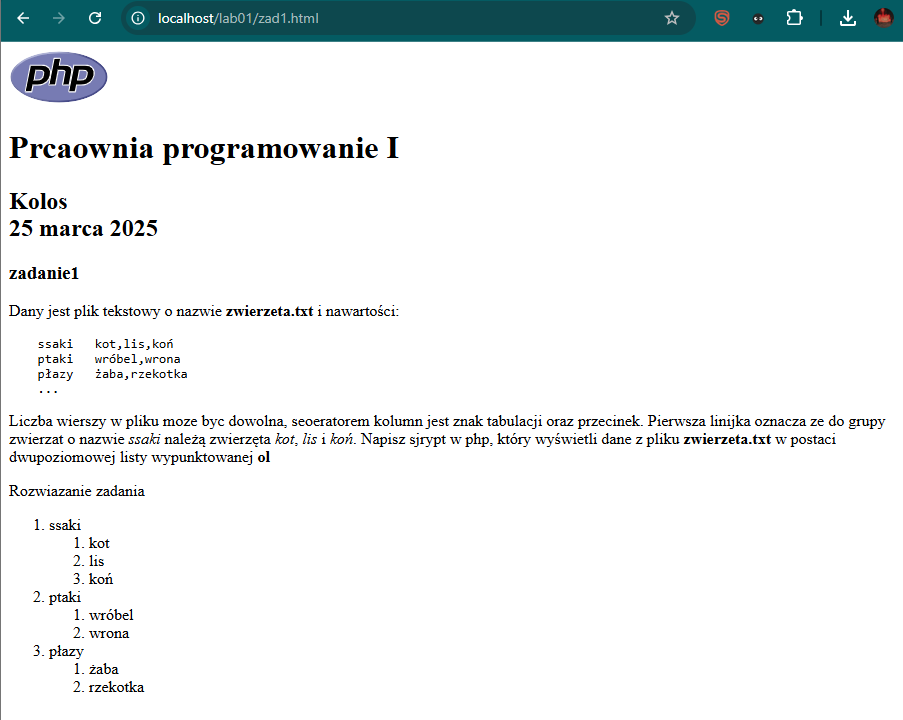 localhost/lab01/zad1.html
php
Prcaownia programowanie I
Kolos
25 marca 2025
zadanie1
Dany jest plik tekstowy o nazwie zwierzeta.txt i nawartości:
ssaki kot,lis,koń
ptaki wróbel,wrona
płazy żaba,rzekotka
...
Liczba wierszy w pliku moze byc dowolna, seoeratorem kolumn jest znak tabulacji oraz przecinek. Pierwsza linijka oznacza ze do grupy
zwierzat o nazwie ssaki należą zwierzęta kot, lis i koń. Napisz sjrypt w php, który wyświetli dane z pliku zwierzeta.txt w postaci
dwupoziomowej listy wypunktowanej ol
Rozwiazanie zadania
1. ssaki
1. kot
2. lis
3. koń
2. ptaki
1. wróbel
2. wrona
3. płazy
1. żaba
2. rzekotka